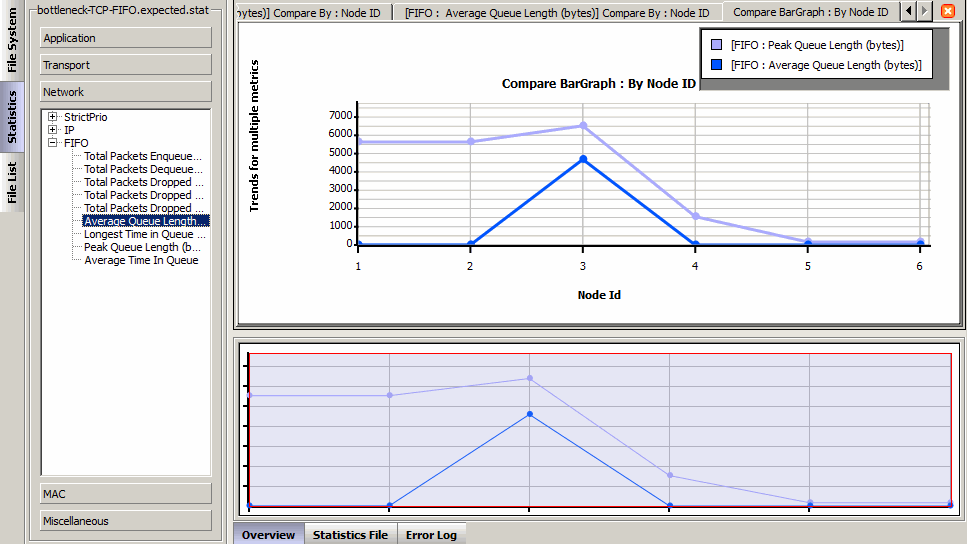 bottleneck-TCP-FIFO.expected.stat
File System
Statistics
File List
Application
Transport
Network
StrictPrio
IP
FIFO
Total Packets Enqueue...
Total Packets Dequeue...
Total Packets Dropped ...
Total Packets Dropped ...
Total Packets Dropped ...
Average Queue Length ...
Longest Time in Queue ...
Peak Queue Length (b...
Average Time In Queue
MAC
Miscellaneous
bytes)] Compare By : Node ID
[FIFO : Average Queue Length (bytes)] Compare By : Node ID
Compare BarGraph : By Node ID
[FIFO : Peak Queue Length (bytes)]
[FIFO : Average Queue Length (bytes)]
Compare BarGraph : By Node ID
Trends for multiple metrics
7000
6000
5000
4000
3000
2000
1000
0
1 2 3 4 5 6
Node Id
Overview Statistics File Error Log